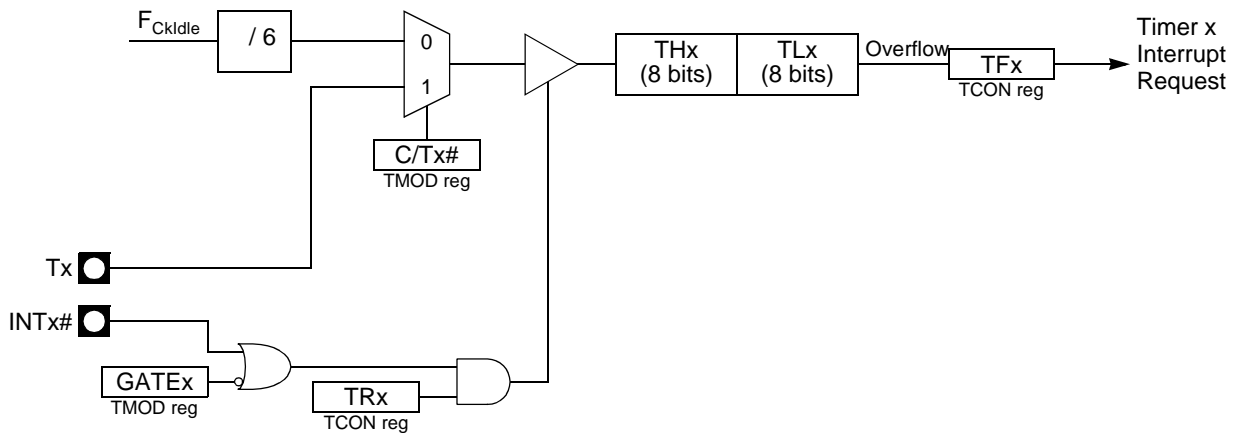 F_CkIdle
/ 6
0
1
C/Tx#
TMOD reg
THx
(8 bits)
TLx
(8 bits)
Overflow
TFx
TCON reg
Timer x
Interrupt
Request
Tx
INTx#
GATEx
TMOD reg
TRx
TCON reg